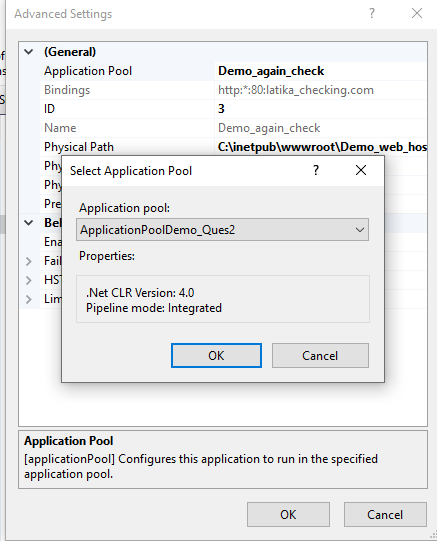 Advanced Settings
(General)
Application Pool Demo_again_check
Bindings http:*:80:latika_checking.com
ID 3
Name Demo_again_check
Physical Path C:\inetpub\wwwroot\Demo_web_hos
Select Application Pool ? ×
Application pool:
ApplicationPoolDemo_Ques2
Properties:
.Net CLR Version: 4.0
Pipeline mode: Integrated
OK Cancel
Phy
Phy
Pre
Beh
Ena
Fail
HST
Lim
Application Pool
[applicationPool] Configures this application to run in the specified
application pool.
OK Cancel